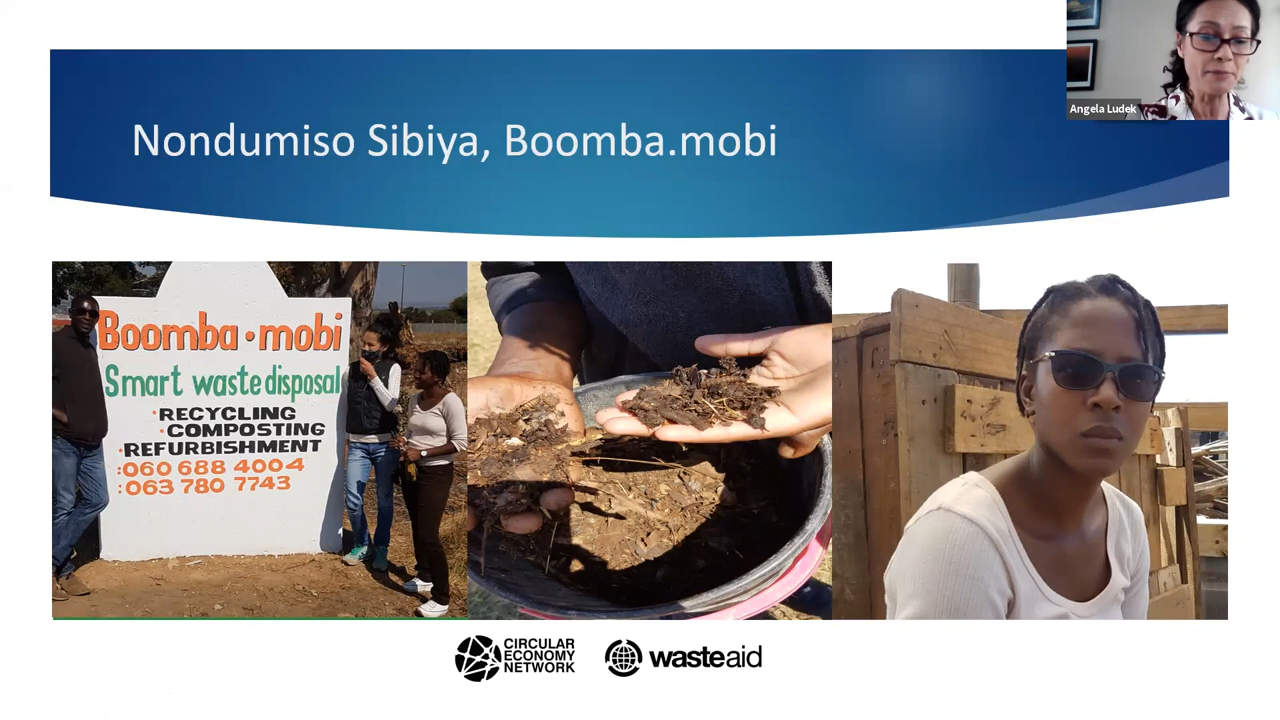 Angela Ludek
Nondumiso Sibiya, Boomba.mobi
Boomba•mobi
Smart waste disposal
•RECYCLING
•COMPOSTING
•REFURBISHMENT
:060 688 4004
:063 780 7743
CIRCULAR
ECONOMY
NETWORK
wasteaid